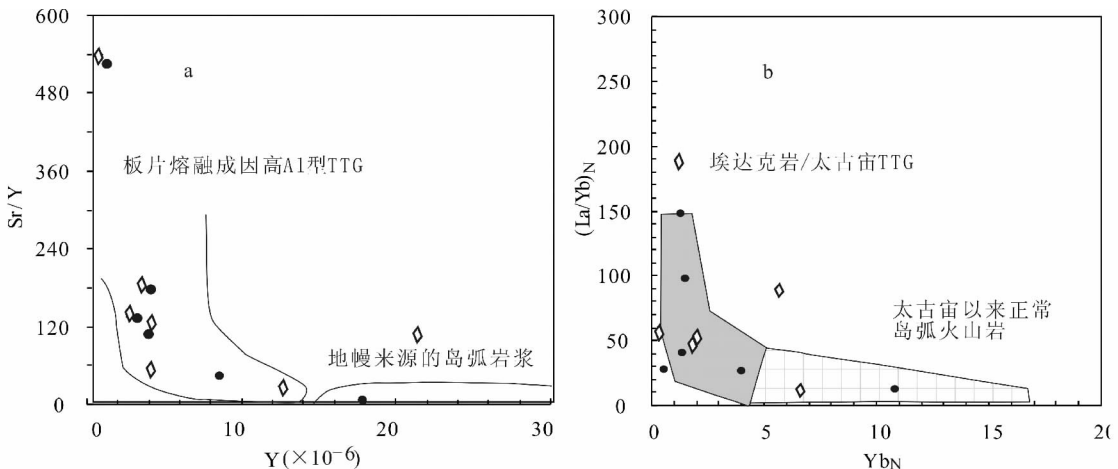 600
480
360
240
120
0
Sr/Y
a
板片熔融成因高Al型TTG
地幔来源的岛弧岩浆
0
10
20
30
Y(×10-6)
300
250
200
150
100
50
0
(La/Yb)N
b
埃达克岩/太古宙TTG
太古宙以来正常
岛弧火山岩
0
5
10
15
20
YbN